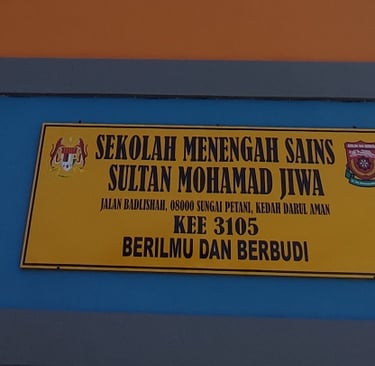 SEKOLAH MENENGAH SAINS
SULTAN MOHAMAD JIWA
JALAN BADLISHAH, 08000 SUNGAI PETANI, KEDAH DARUL AMAN
KEE 3105
BERILMU DAN BERBUDI